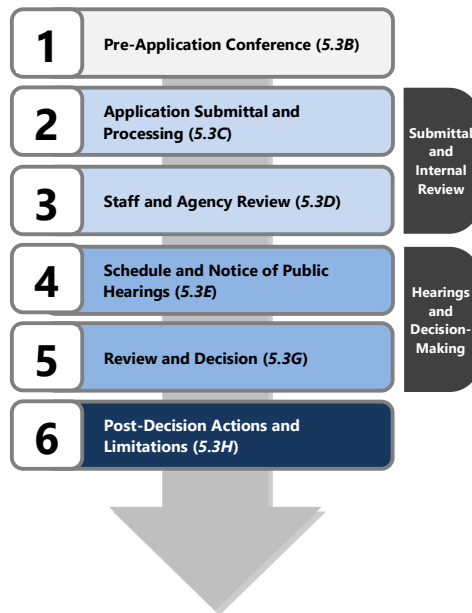 1
Pre-Application Conference (5.3B)
2
Application Submittal and
Processing (5.3C)
3
Staff and Agency Review (5.3D)
Submittal
and
Internal
Review
4
Schedule and Notice of Public
Hearings (5.3E)
5
Review and Decision (5.3G)
Hearings
and
Decision-
Making
6
Post-Decision Actions and
Limitations (5.3H)